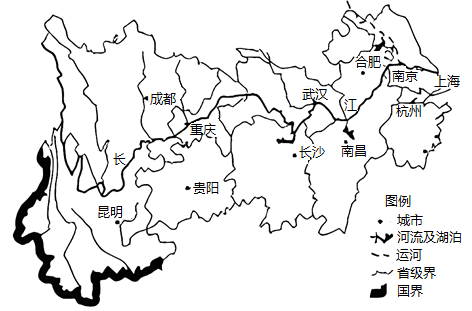 合肥
南京
上海
成都
武汉
江
杭州
重庆
长
长沙
南昌
贵阳
昆明
图例
城市
河流及湖泊
运河
省级界
国界